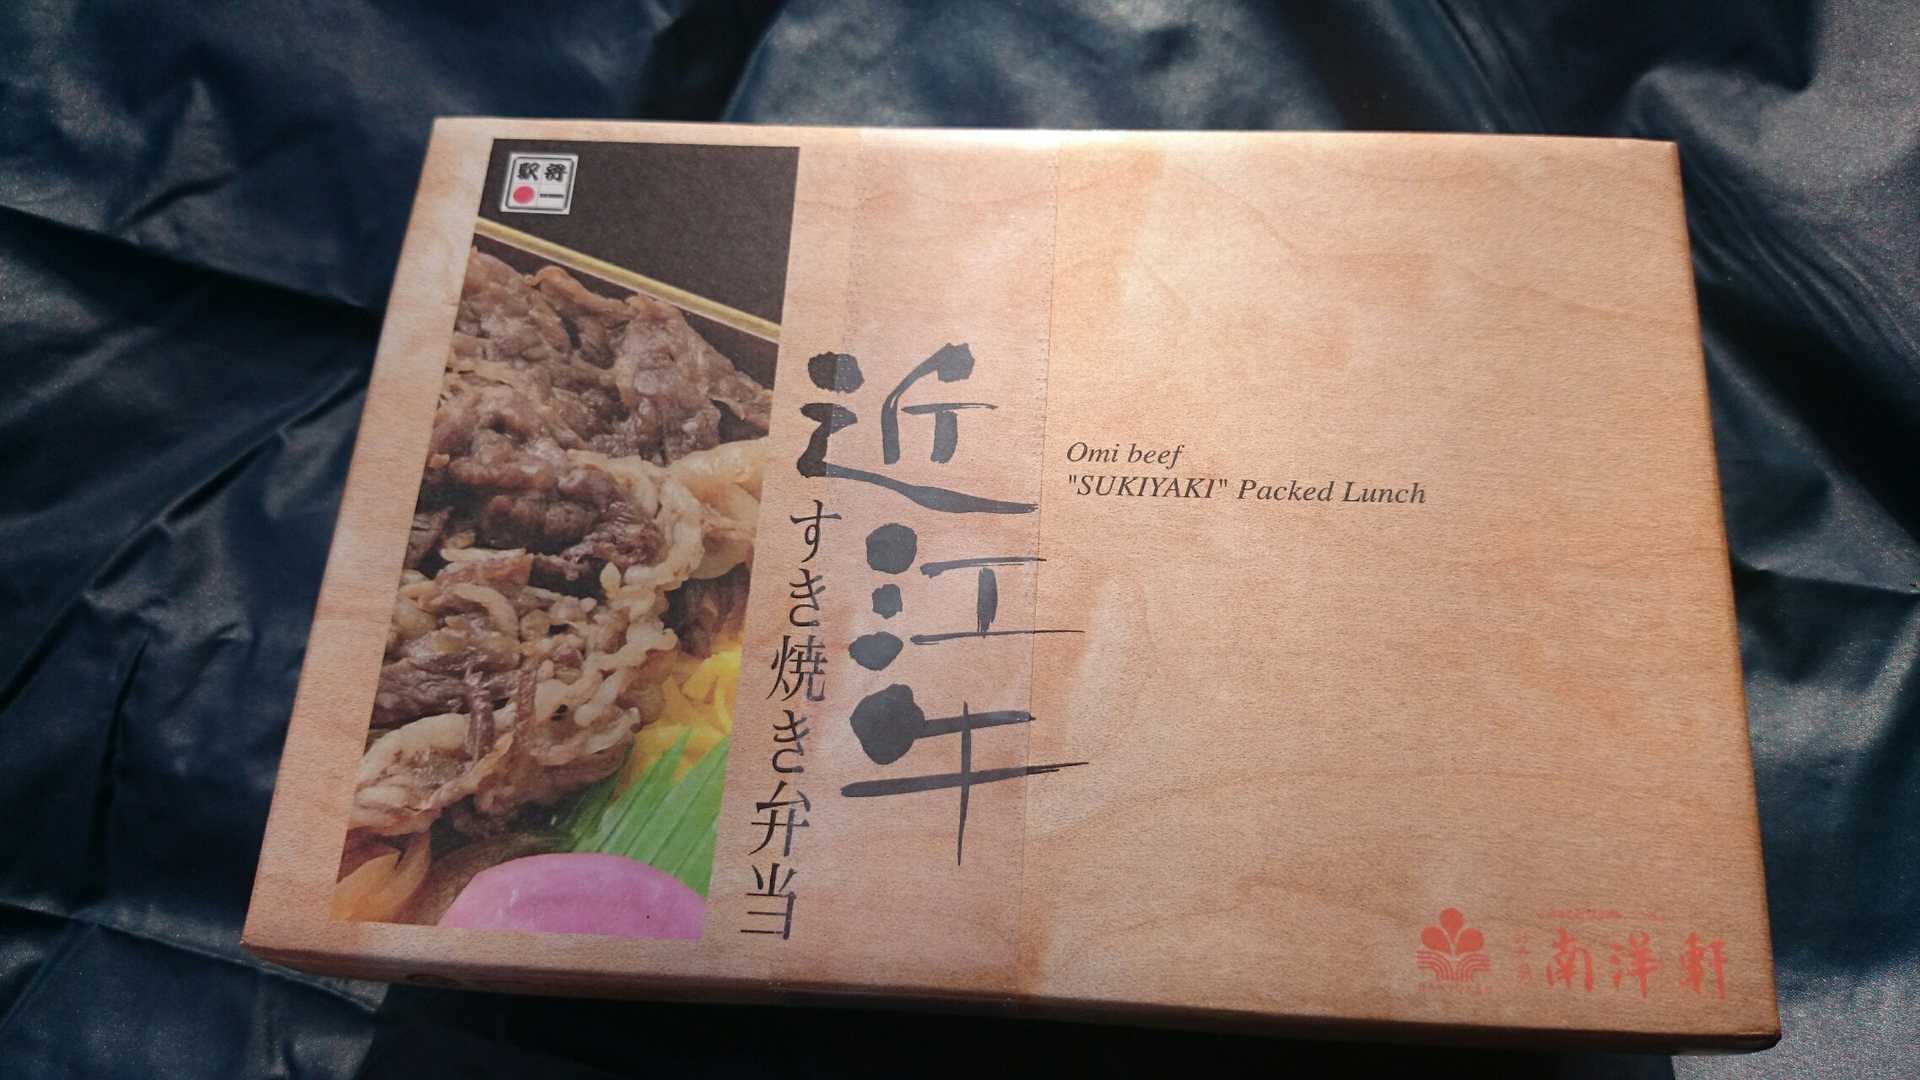 駅弁
近江牛
すき焼き弁当
Omi beef
"SUKIYAKI" Packed Lunch
南洋軒